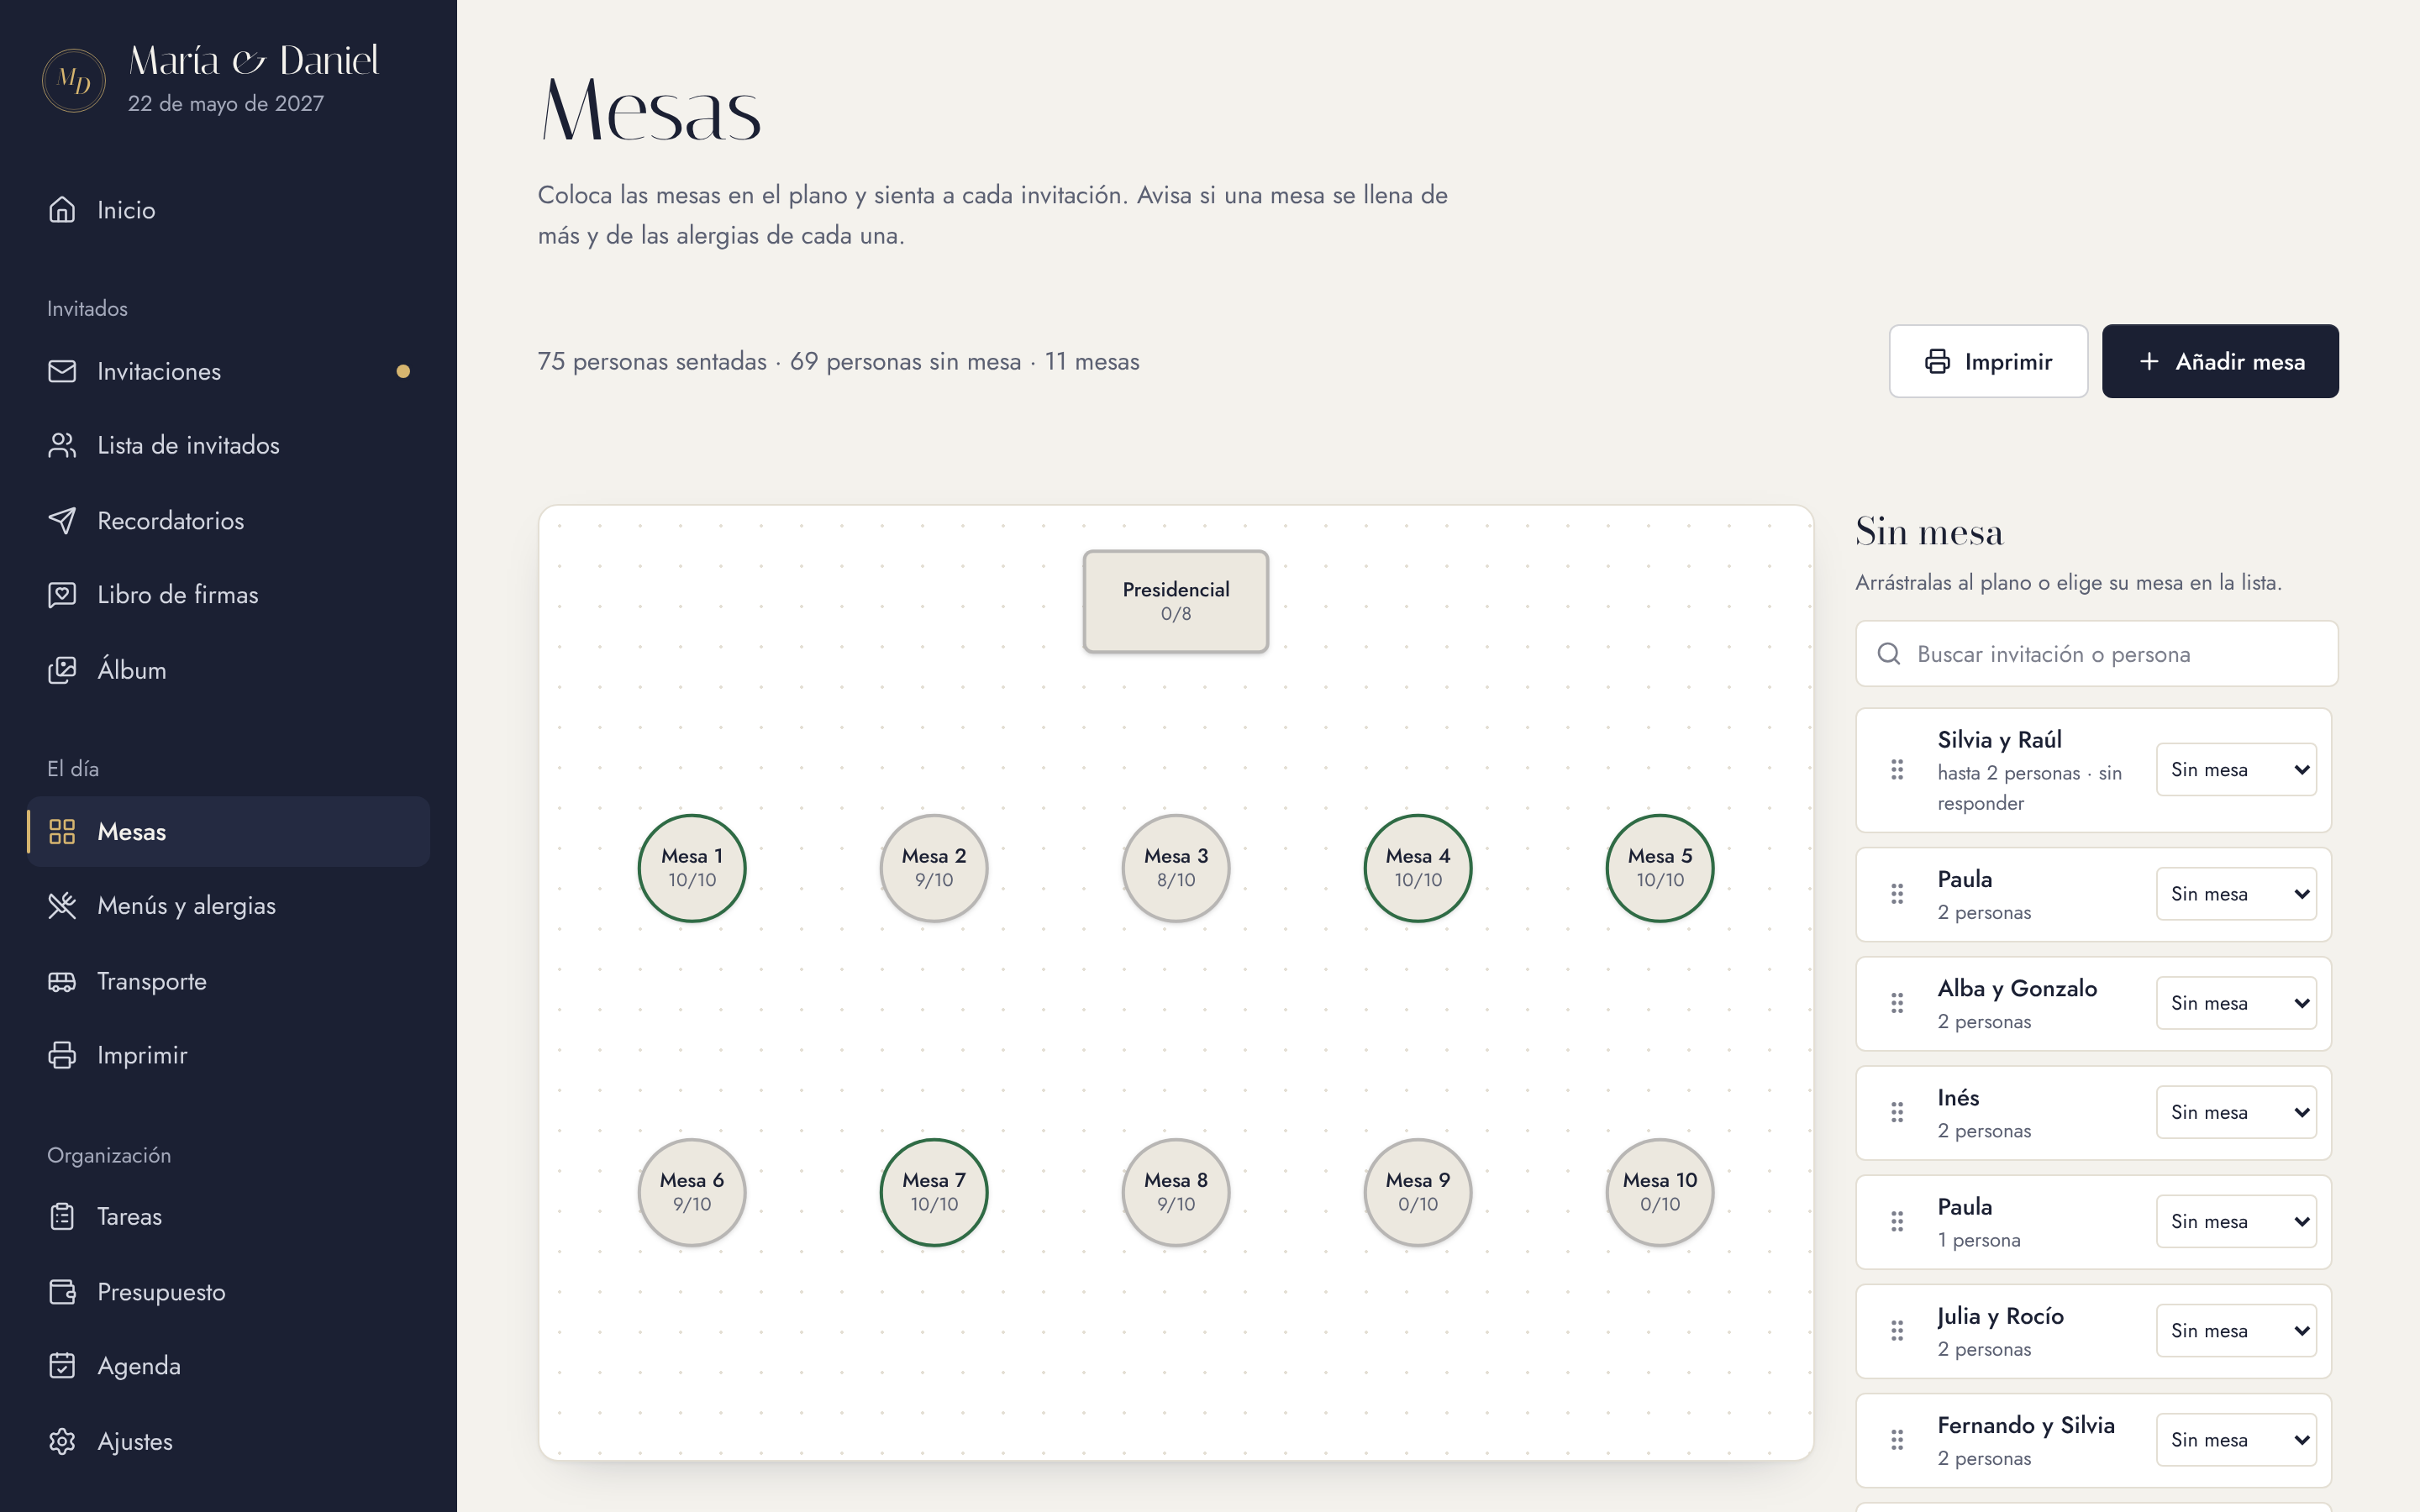 MD
María & Daniel
22 de mayo de 2027
Inicio
Invitados
Invitaciones
Lista de invitados
Recordatorios
Libro de firmas
Álbum
El día
Mesas
Menús y alergias
Transporte
Imprimir
Organización
Tareas
Presupuesto
Agenda
Ajustes
Mesas
Coloca las mesas en el plano y sienta a cada invitación. Avisa si una mesa se llena de
más y de las alergias de cada una.
75 personas sentadas · 69 personas sin mesa · 11 mesas
Imprimir
Añadir mesa
Presidencial
0/8
Mesa 1
10/10
Mesa 2
9/10
Mesa 3
8/10
Mesa 4
10/10
Mesa 5
10/10
Mesa 6
9/10
Mesa 7
10/10
Mesa 8
9/10
Mesa 9
0/10
Mesa 10
0/10
Sin mesa
Arrástralas al plano o elige su mesa en la lista.
Buscar invitación o persona
Silvia y Raúl
hasta 2 personas · sin
responder
Sin mesa
Paula
2 personas
Sin mesa
Alba y Gonzalo
2 personas
Sin mesa
Inés
2 personas
Sin mesa
Paula
1 persona
Sin mesa
Julia y Rocío
2 personas
Sin mesa
Fernando y Silvia
2 personas
Sin mesa